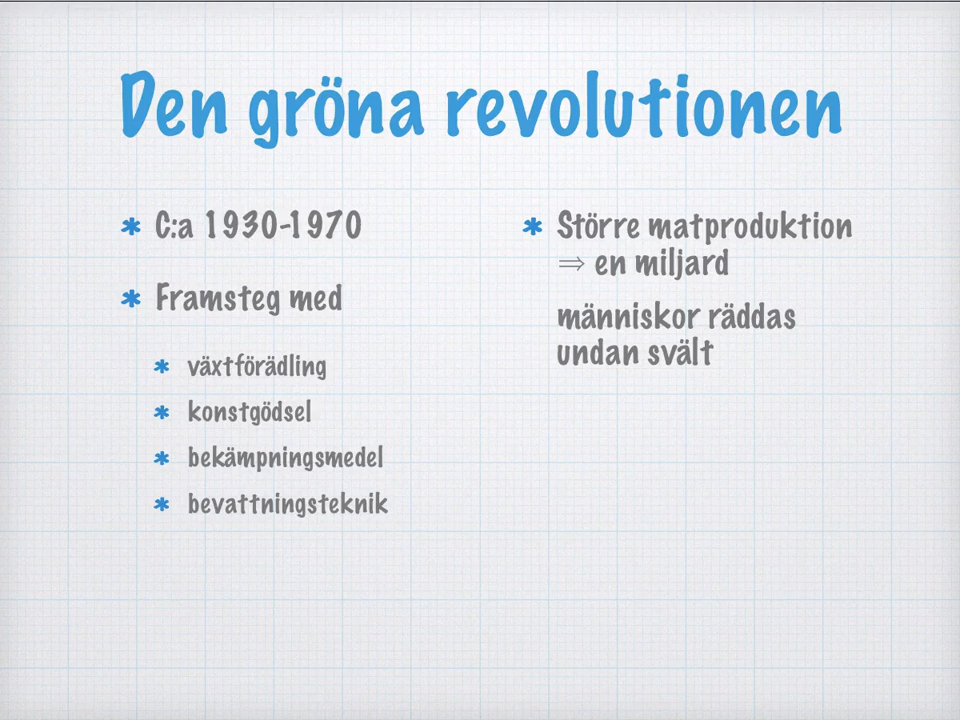 Den gröna revolutionen
✱ C:a 1930-1970
✱ Framsteg med
✱ växtförädling
✱ konstgödsel
✱ bekämpningsmedel
✱ bevattningsteknik
✱ Större matproduktion
⇒ en miljard
människor räddas
undan svält